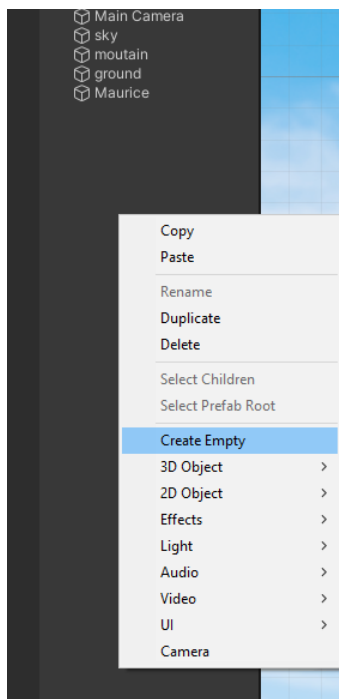 Main Camera
sky
moutain
ground
Maurice
Copy
Paste
Rename
Duplicate
Delete
Select Children
Select Prefab Root
Create Empty
3D Object
2D Object
Effects
Light
Audio
Video
UI
Camera